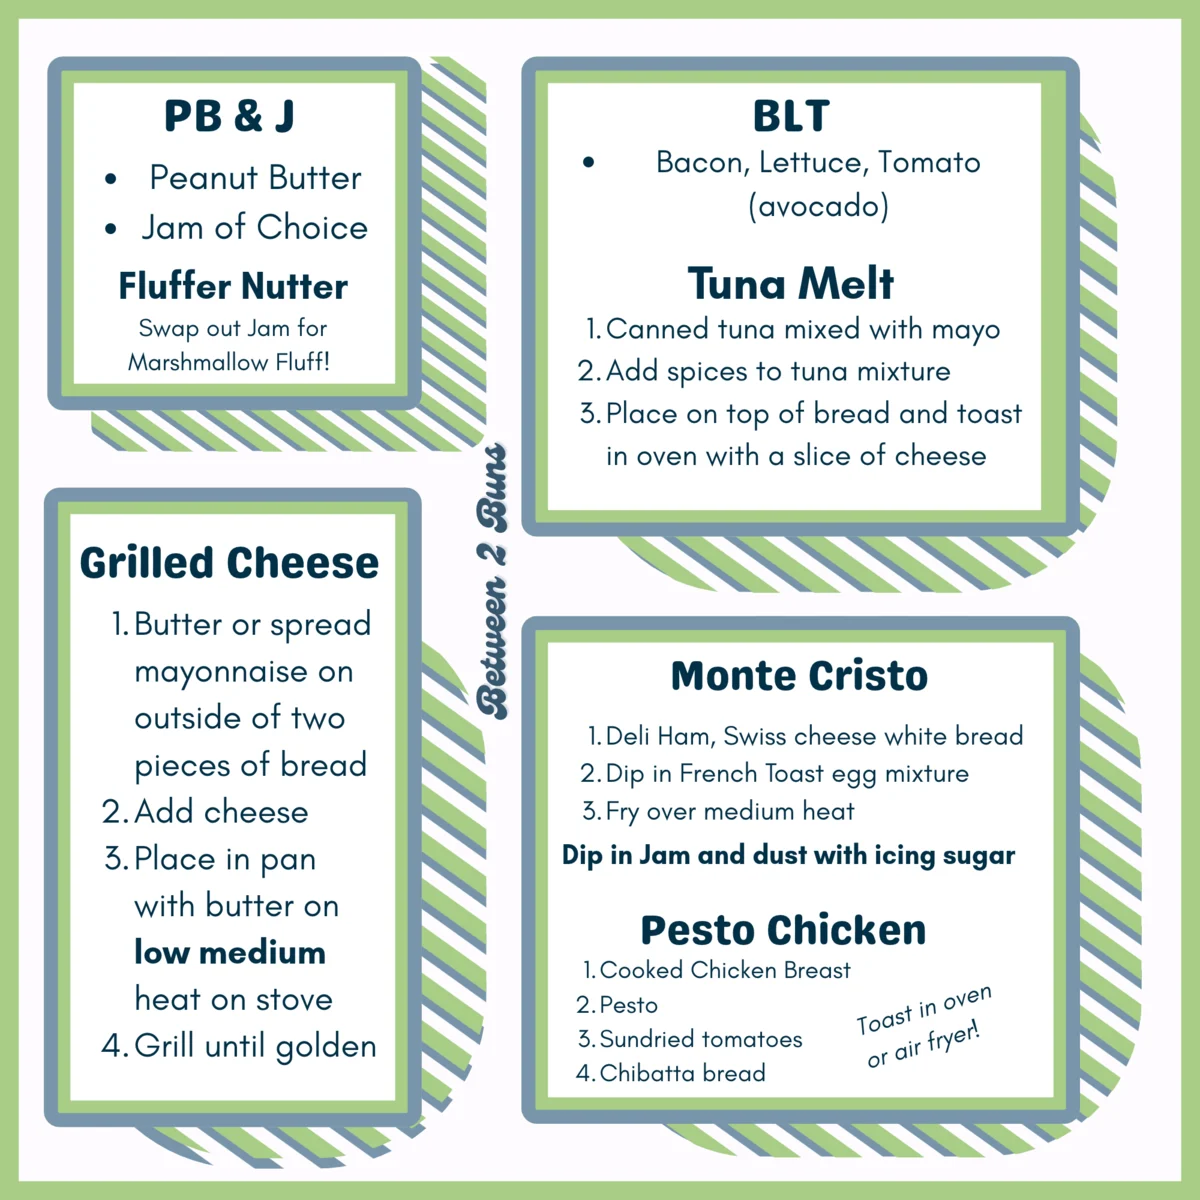 PB & J
• Peanut Butter
• Jam of Choice
Fluffer Nutter
Swap out Jam for
Marshmallow Fluff!
BLT
• Bacon, Lettuce, Tomato
(avocado)
Tuna Melt
1. Canned tuna mixed with mayo
2. Add spices to tuna mixture
3. Place on top of bread and toast
in oven with a slice of cheese
Between 2 Buns
Grilled Cheese
1. Butter or spread
mayonnaise on
outside of two
pieces of bread
2. Add cheese
3. Place in pan
with butter on
low medium
heat on stove
4. Grill until golden
Monte Cristo
1. Deli Ham, Swiss cheese white bread
2. Dip in French Toast egg mixture
3. Fry over medium heat
Dip in Jam and dust with icing sugar
Pesto Chicken
1. Cooked Chicken Breast
2. Pesto
3. Sundried tomatoes
4. Chibatta bread
Toast in oven
or air fryer!